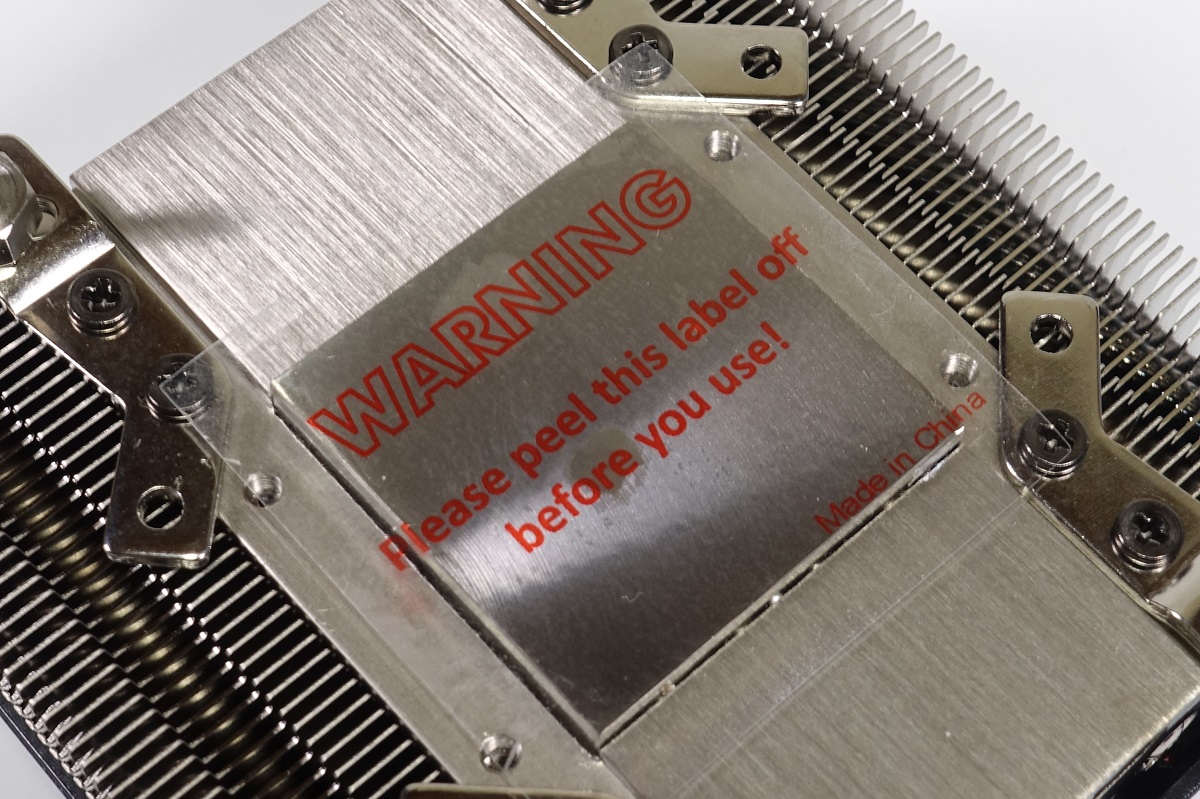 WARNING
Please peel this label off
before you use!
Made in China